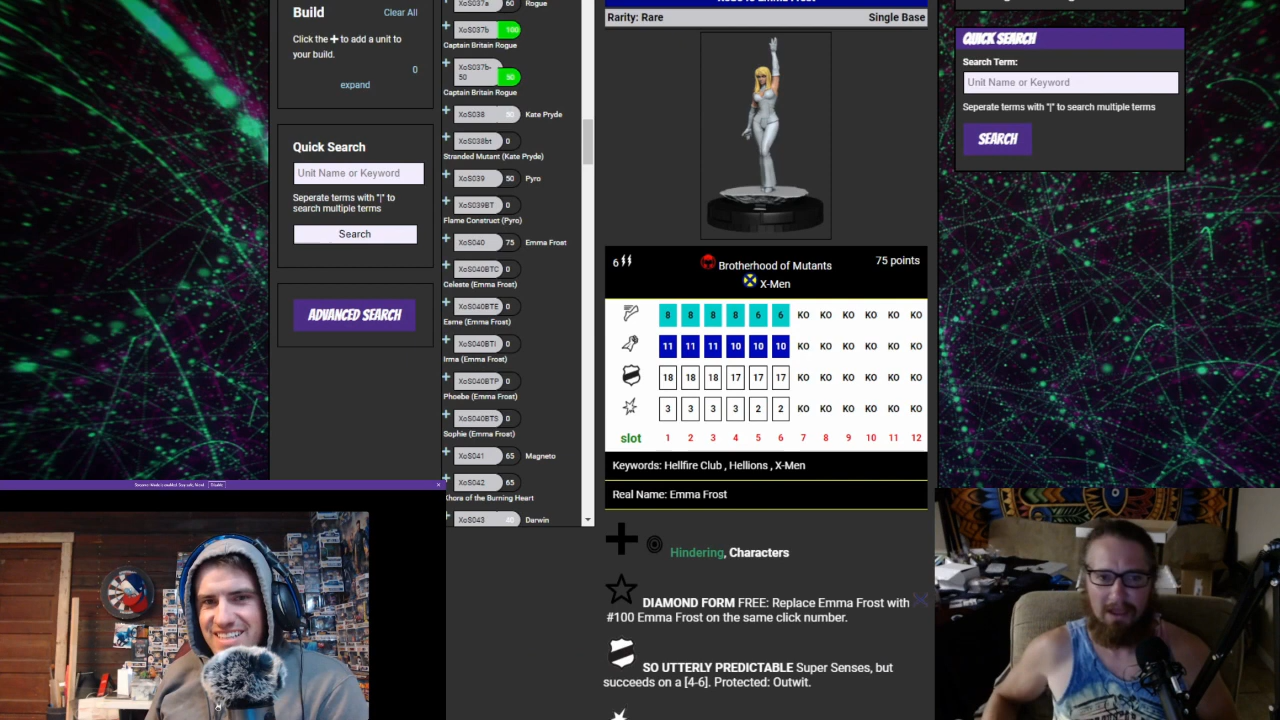 Build
Clear All
Click the + to add a unit to
your build.
0
expand
Quick Search
Unit Name or Keyword
Seperate terms with "|" to
search multiple terms
Search
ADVANCED SEARCH
XoS037a 60 Rogue
XoS037b 100
Captain Britain Rogue
XoS037b-
50 50
Captain Britain Rogue
XoS038 Kate Pryde
XoS038bt 0
Stranded Mutant (Kate Pryde)
XoS039 50 Pyro
XoS039BT 0
Flame Construct (Pyro)
XoS040 75 Emma Frost
XoS040BTC 0
Celeste (Emma Frost)
XoS040BTE 0
Esme (Emma Frost)
XoS040BTI 0
Irma (Emma Frost)
XoS040BTP 0
Phoebe (Emma Frost)
XoS040BTS 0
Sophie (Emma Frost)
XoS041 65 Magneto
XoS042 65
Khora of the Burning Heart
XoS043 Darwin
Rarity: Rare
Single Base
6
Brotherhood of Mutants
75 points
X-Men
8 8 8 8 6 6 KO KO KO KO KO KO
11 11 11 10 10 10 KO KO KO KO KO KO
18 18 18 17 17 17 KO KO KO KO KO KO
3 3 3 3 2 2 KO KO KO KO KO KO
slot 1 2 3 4 5 6 7 8 9 10 11 12
Keywords: Hellfire Club , Hellions , X-Men
Real Name: Emma Frost
Hindering, Characters
DIAMOND FORM FREE: Replace Emma Frost with
#100 Emma Frost on the same click number.
SO UTTERLY PREDICTABLE Super Senses, but
succeeds on a [4-6]. Protected: Outwit.
QUICK SEARCH
Search Term:
Unit Name or Keyword
Seperate terms with "|" to search multiple terms
SEARCH